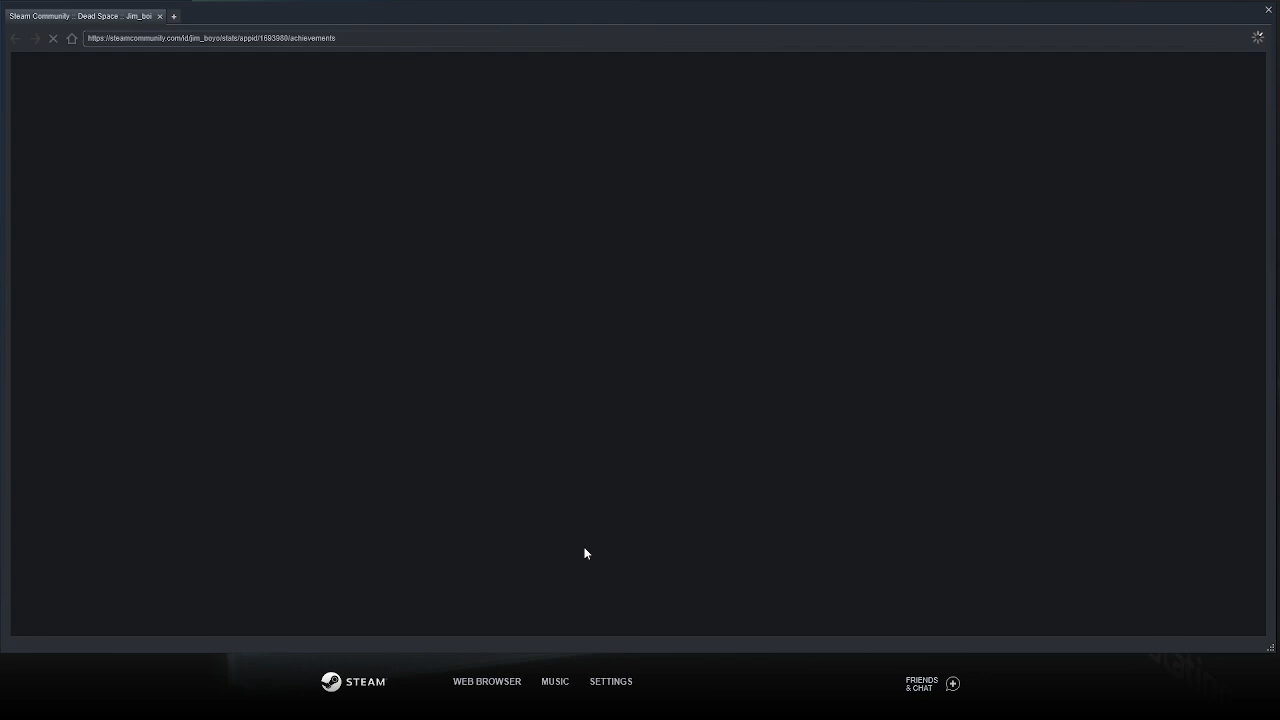 Steam Community :: Dead Space :: Jim_boi
https://steamcommunity.com/id/jim_boyo/stats/appid/1693980/achievements
STEAM
WEB BROWSER
MUSIC
SETTINGS
FRIENDS
& CHAT